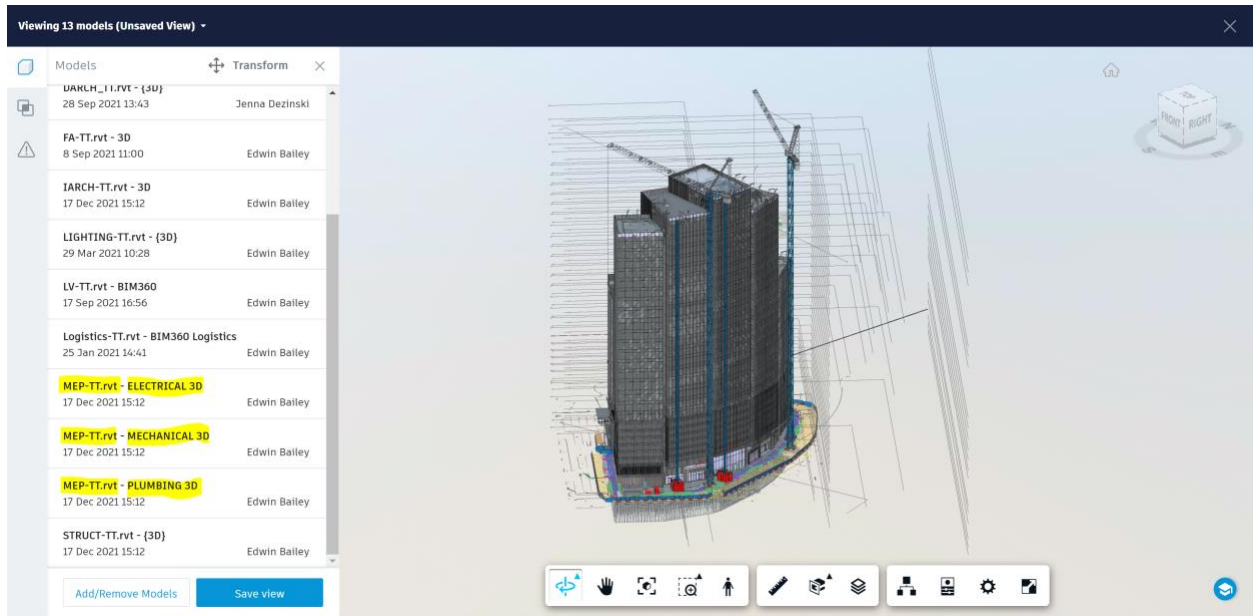 Viewing 13 models (Unsaved View)
Models
Transform
DARCH_TT.rvt - {3D}
28 Sep 2021 13:43 Jenna Dezinski
FA-TT.rvt - 3D
8 Sep 2021 11:00 Edwin Bailey
IARCH-TT.rvt - 3D
17 Dec 2021 15:12 Edwin Bailey
LIGHTING-TT.rvt - {3D}
29 Mar 2021 10:28 Edwin Bailey
LV-TT.rvt - BIM360
17 Sep 2021 16:56 Edwin Bailey
Logistics-TT.rvt - BIM360 Logistics
25 Jan 2021 14:41 Edwin Bailey
MEP-TT.rvt - ELECTRICAL 3D
17 Dec 2021 15:12 Edwin Bailey
MEP-TT.rvt - MECHANICAL 3D
17 Dec 2021 15:12 Edwin Bailey
MEP-TT.rvt - PLUMBING 3D
17 Dec 2021 15:12 Edwin Bailey
STRUCT-TT.rvt - {3D}
17 Dec 2021 15:12 Edwin Bailey
Add/Remove Models
Save view
TOP
FRONT
RIGHT